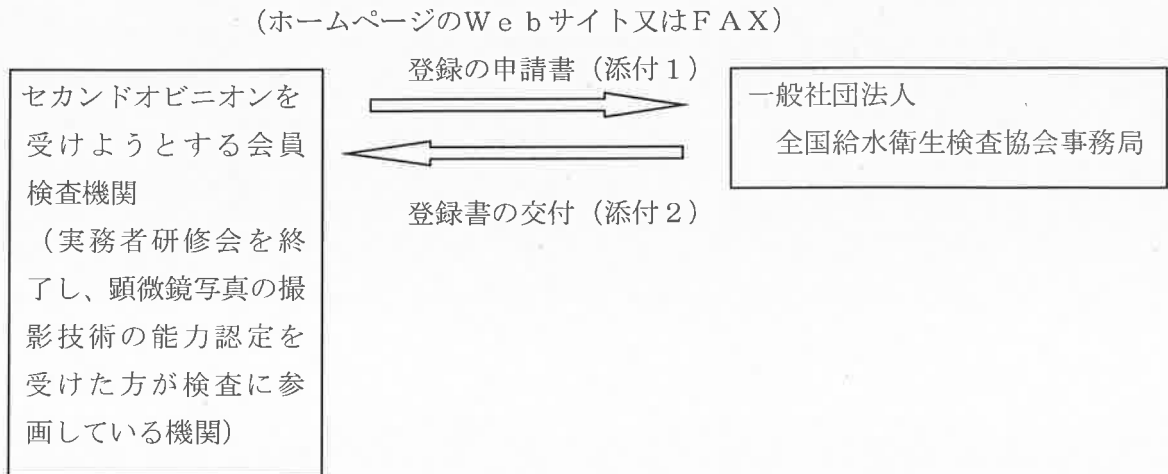 （ホームページのＷｅｂサイト又はＦＡＸ）
登録の申請書（添付１）
セカンドオピニオンを
受けようとする会員
検査機関
（実務者研修会を終
了し、顕微鏡写真の撮
影技術の能力認定を
受けた方が検査に参
画している機関）
一般社団法人
全国給水衛生検査協会事務局
登録書の交付（添付２）